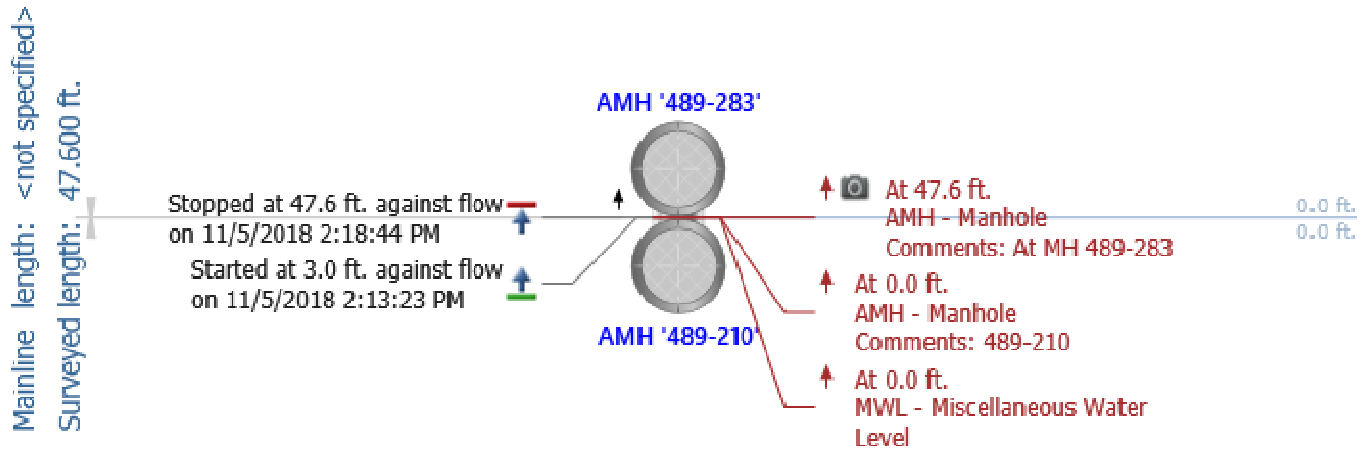 Mainline length: <not specified>
Surveyed length: 47.600 ft.
AMH '489-283'
Stopped at 47.6 ft. against flow
on 11/5/2018 2:18:44 PM
Started at 3.0 ft. against flow
on 11/5/2018 2:13:23 PM
AMH '489-210'
At 47.6 ft.
AMH - Manhole
Comments: At MH 489-283
0.0 ft.
0.0 ft.
At 0.0 ft.
AMH - Manhole
Comments: 489-210
At 0.0 ft.
MWL - Miscellaneous Water
Level